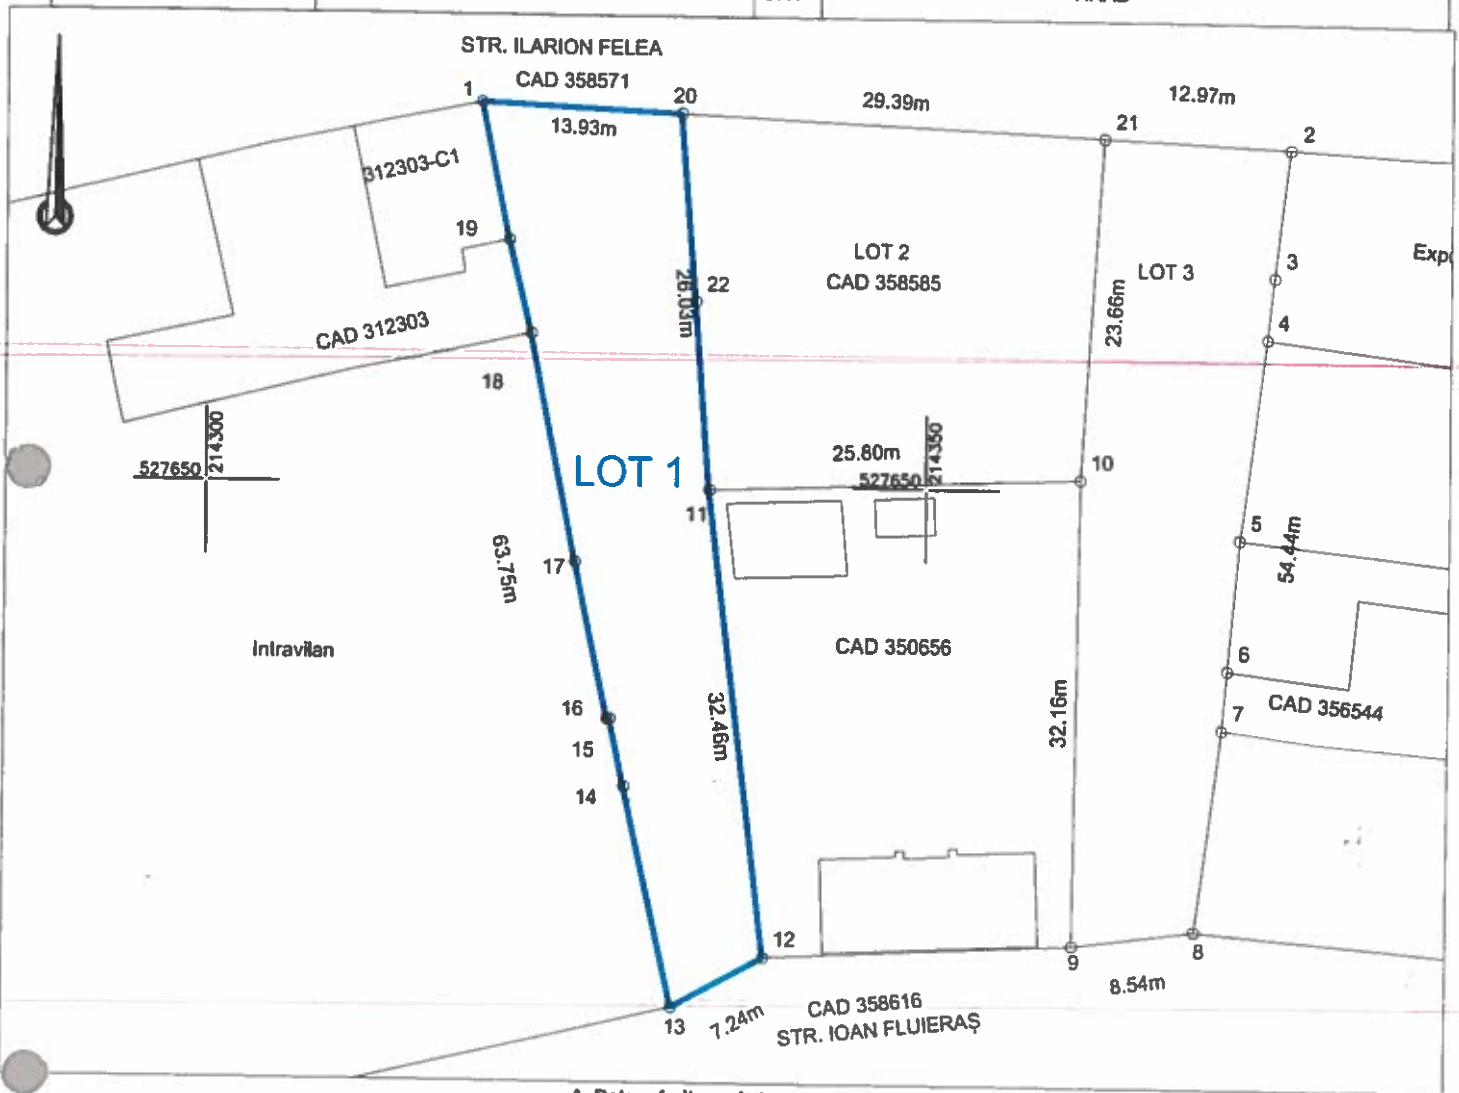 STR. ILARION FELEA
CAD 358571
1
20
13.93m
29.39m
12.97m
21
2
312303-C1
19
22
26.03m
LOT 2
CAD 358585
LOT 3
3
4
23.66m
CAD 312303
18
214300
527650
LOT 1
25.80m
214350
527650
10
11
5
54.44m
17
63.75m
Intravilan
CAD 350656
6
CAD 356544
7
16
15
14
32.46m
32.16m
12
9
8
8.54m
13
7.24m
CAD 358616
STR. IOAN FLUIERAȘ